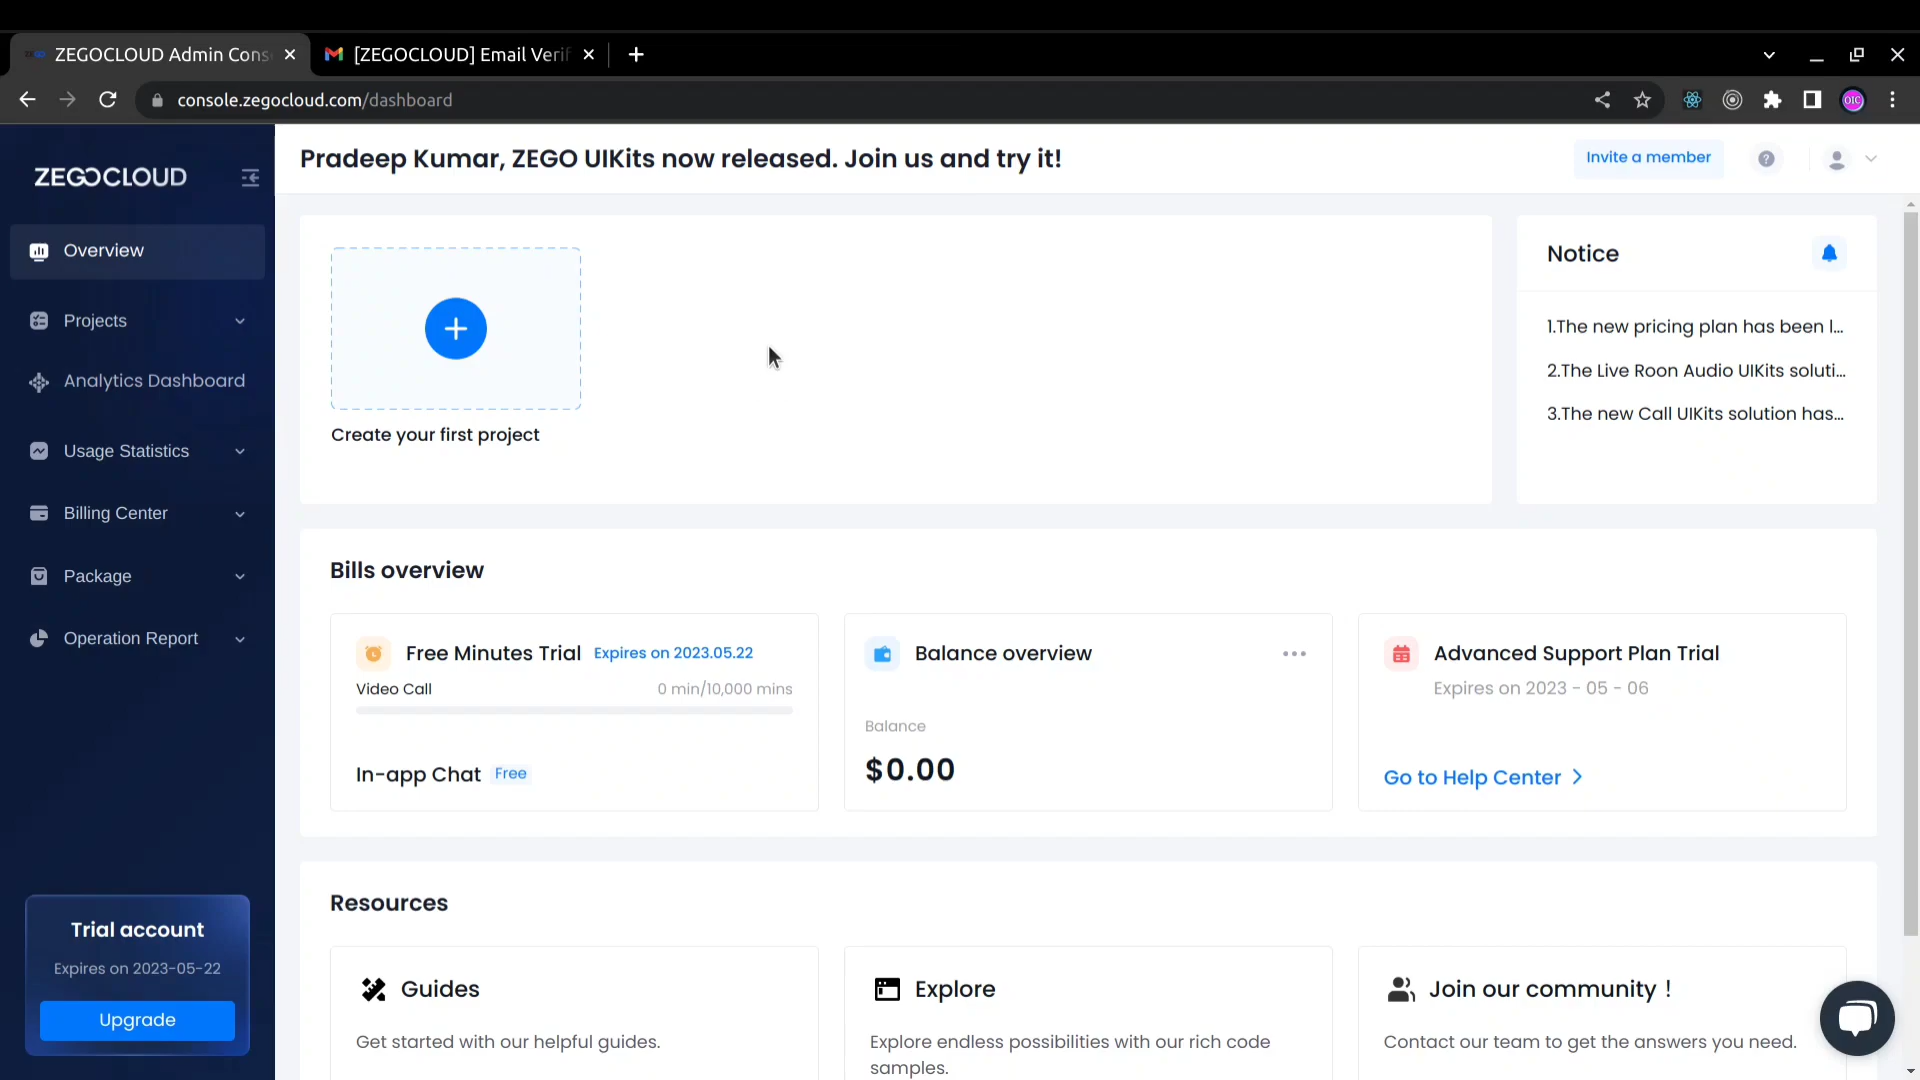 ZEGOCLOUD Admin Cons
[ZEGOCLOUD] Email Verif
console.zegocloud.com/dashboard
OIC
ZEGOCLOUD
Overview
Projects
Analytics Dashboard
Usage Statistics
Billing Center
Package
Operation Report
Trial account
Expires on 2023-05-22
Upgrade
Pradeep Kumar, ZEGO UIKits now released. Join us and try it!
Invite a member
Create your first project
Notice
1.The new pricing plan has been l...
2.The Live Roon Audio UIKits soluti...
3.The new Call UIKits solution has...
Bills overview
Free Minutes Trial Expires on 2023.05.22
Video Call 0 min/10,000 mins
In-app Chat Free
Balance overview
Balance
$0.00
Advanced Support Plan Trial
Expires on 2023 - 05 - 06
Go to Help Center
Resources
Guides
Get started with our helpful guides.
Explore
Explore endless possibilities with our rich code
samples.
Join our community !
Contact our team to get the answers you need.